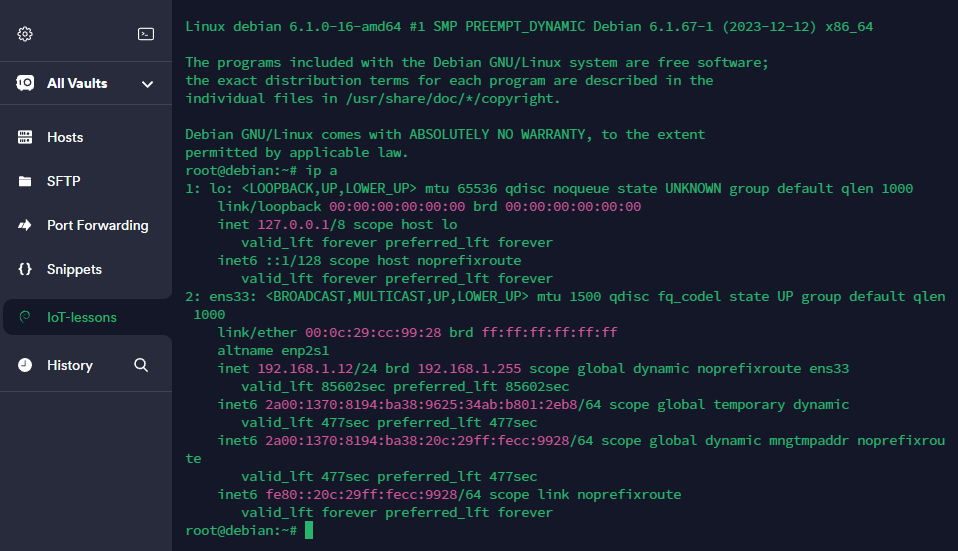 All Vaults
Hosts
SFTP
Port Forwarding
Snippets
IoT-lessons
History
Linux debian 6.1.0-16-amd64 #1 SMP PREEMPT_DYNAMIC Debian 6.1.67-1 (2023-12-12) x86_64
The programs included with the Debian GNU/Linux system are free software;
the exact distribution terms for each program are described in the
individual files in /usr/share/doc/*/copyright.
Debian GNU/Linux comes with ABSOLUTELY NO WARRANTY, to the extent
permitted by applicable law.
root@debian:~# ip a
1: lo: <LOOPBACK,UP,LOWER_UP> mtu 65536 qdisc noqueue state UNKNOWN group default qlen 1000
link/loopback 00:00:00:00:00:00 brd 00:00:00:00:00:00
inet 127.0.0.1/8 scope host lo
valid_lft forever preferred_lft forever
inet6 ::1/128 scope host noprefixroute
valid_lft forever preferred_lft forever
2: ens33: <BROADCAST,MULTICAST,UP,LOWER_UP> mtu 1500 qdisc fq_codel state UP group default qlen
1000
link/ether 00:0c:29:cc:99:28 brd ff:ff:ff:ff:ff:ff
altname enp2s1
inet 192.168.1.12/24 brd 192.168.1.255 scope global dynamic noprefixroute ens33
valid_lft 85602sec preferred_lft 85602sec
inet6 2a00:1370:8194:ba38:9625:34ab:b801:2eb8/64 scope global temporary dynamic
valid_lft 477sec preferred_lft 477sec
inet6 2a00:1370:8194:ba38:20c:29ff:fecc:9928/64 scope global dynamic mngtmpaddr noprefixrou
te
valid_lft 477sec preferred_lft 477sec
inet6 fe80::20c:29ff:fecc:9928/64 scope link noprefixroute
valid_lft forever preferred_lft forever
root@debian:~#